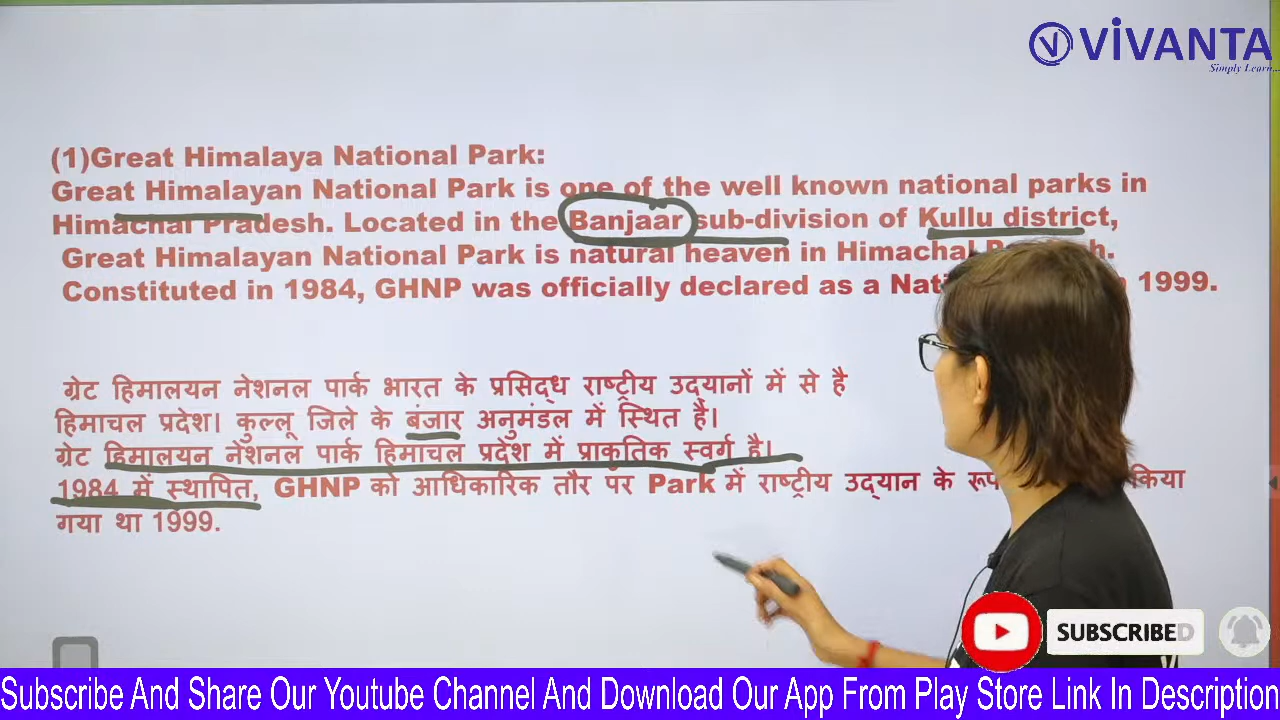 VİVANTA
Simply Learn...
(1)Great Himalaya National Park:
Great Himalayan National Park is one of the well known national parks in
Himachal Pradesh. Located in the Banjaar sub-division of Kullu district,
Great Himalayan National Park is natural heaven in Himachal
Constituted in 1984, GHNP was officially declared as a 1999.
ग्रेट हिमालयन नेशनल पार्क भारत के प्रसिद्ध राष्ट्रीय उद्यानों में से है
हिमाचल प्रदेश। कुल्लू जिले के बंजार अनुमंडल में स्थित है।
ग्रेट हिमालयन नेशनल पार्क हिमाचल प्रदेश में प्राकृतिक स्वर्ग है।
1984 में स्थापित, GHNP को आधिकारिक तौर पर Park में राष्ट्रीय उद्यान के रूप किया
गया था 1999.
SUBSCRIBED
Subscribe And Share Our Youtube Channel And Download Our App From Play Store Link In Description